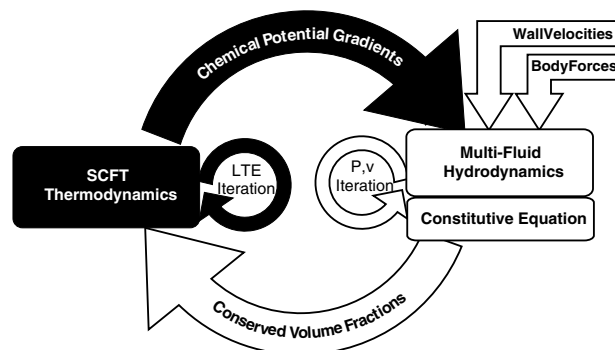 Chemical Potential Gradients
WallVelocities
BodyForces
SCFT
Thermodynamics
LTE
Iteration
P,v
Iteration
Multi-Fluid
Hydrodynamics
Constitutive Equation
Conserved Volume Fractions